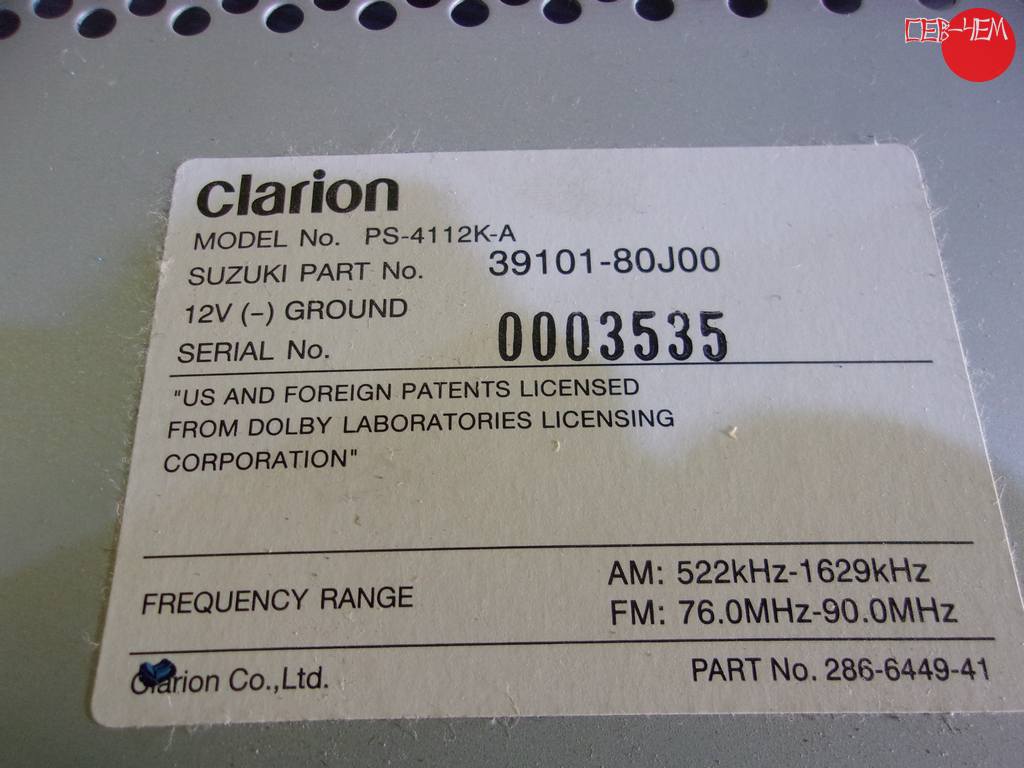 СЕВ-ЧЕМ
clarion
MODEL No. PS-4112K-A
SUZUKI PART No. 39101-80J00
12V (–) GROUND
SERIAL No. 0003535
"US AND FOREIGN PATENTS LICENSED
FROM DOLBY LABORATORIES LICENSING
CORPORATION"
FREQUENCY RANGE
AM: 522kHz-1629kHz
FM: 76.0MHz-90.0MHz
Clarion Co.,Ltd.
PART No. 286-6449-41